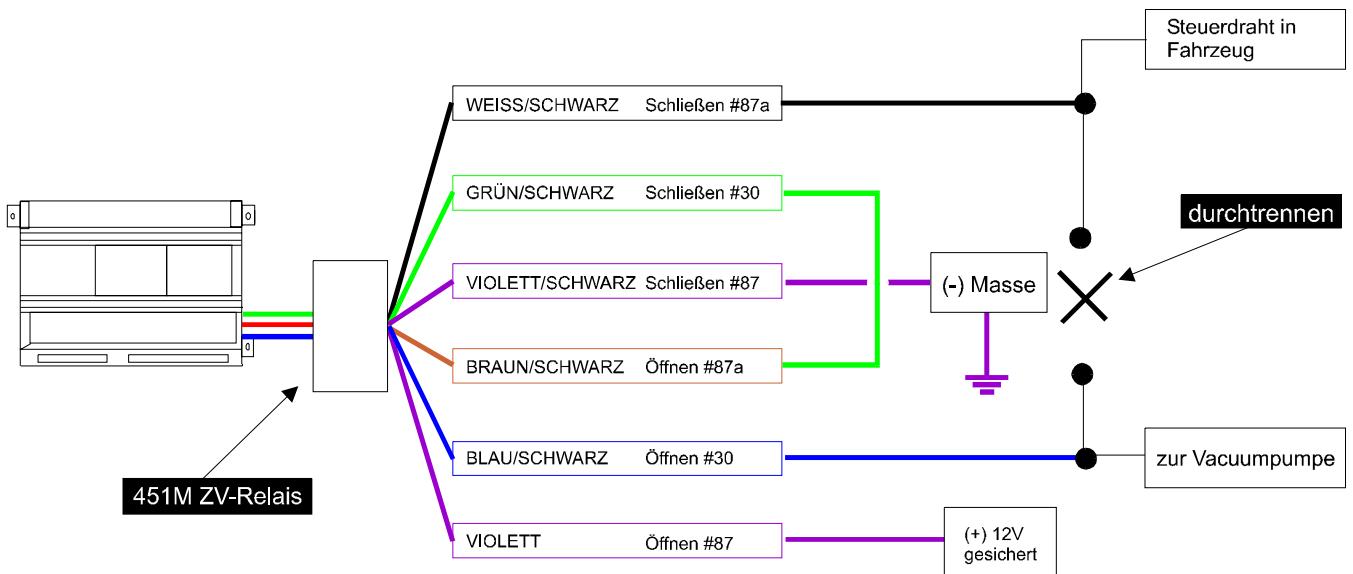 Steuerdraht in
Fahrzeug
WEISS/SCHWARZ Schließen #87a
GRÜN/SCHWARZ Schließen #30
durchtrennen
VIOLETT/SCHWARZ Schließen #87
(-) Masse
BRAUN/SCHWARZ Öffnen #87a
BLAU/SCHWARZ Öffnen #30
zur Vacuumpumpe
451M ZV-Relais
VIOLETT Öffnen #87
(+) 12V
gesichert